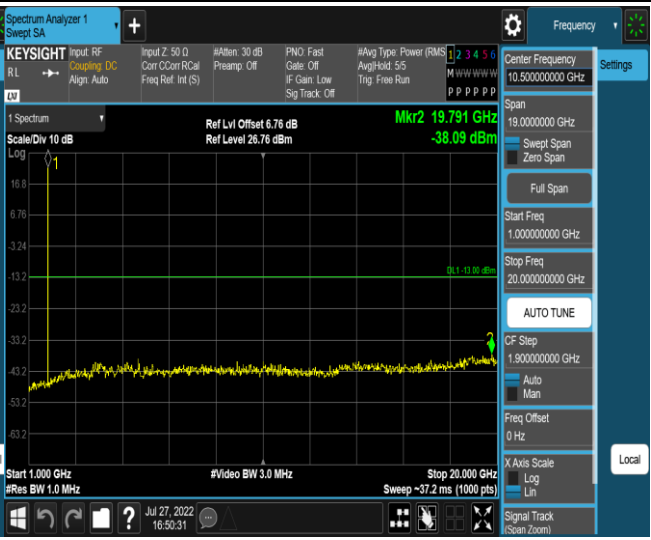 Spectrum Analyzer 1
Swept SA
Frequency
KEYSIGHT
Input: RF
Coupling: DC
Align: Auto
R L
LXI
Input Z: 50 Ω
Corr CCorr RCal
Freq Ref: Int (S)
#Atten: 30 dB
Preamp: Off
PNO: Fast
Gate: Off
IF Gain: Low
Sig Track: Off
#Avg Type: Power (RMS
Avg|Hold: 5/5
Trig: Free Run
1 2 3 4 5 6
M W W W W W
P P P P P P
1 Spectrum
Scale/Div 10 dB
Log
Ref Lvl Offset 6.76 dB
Ref Level 26.76 dBm
Mkr2 19.791 GHz
-38.09 dBm
1
16.8
6.76
-3.24
-13.2
-23.2
-33.2
-43.2
-53.2
-63.2
DL1 -13.00 dBm
2
Start 1.000 GHz
#Res BW 1.0 MHz
#Video BW 3.0 MHz
Stop 20.000 GHz
Sweep ~37.2 ms (1000 pts)
Jul 27, 2022
16:50:31
?
Center Frequency
10.500000000 GHz
Span
19.0000000 GHz
Swept Span
Zero Span
Full Span
Start Freq
1.000000000 GHz
Stop Freq
20.000000000 GHz
AUTO TUNE
CF Step
1.900000000 GHz
Auto
Man
Freq Offset
0 Hz
X Axis Scale
Log
Lin
Signal Track
(Span Zoom)
Settings
Local